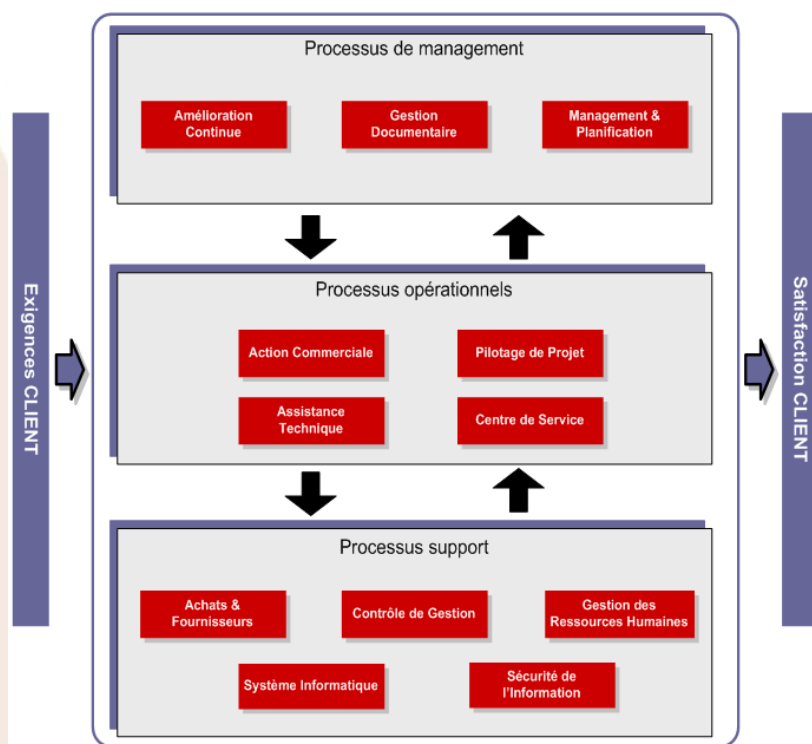 Processus de management
Amélioration
Continue
Gestion
Documentaire
Management &
Planification
Exigences CLIENT
Processus opérationnels
Action Commerciale
Pilotage de Projet
Assistance
Technique
Centre de Service
Satisfaction CLIENT
Processus support
Achats &
Fournisseurs
Contrôle de Gestion
Gestion des
Ressources Humaines
Système Informatique
Sécurité de
l'Information